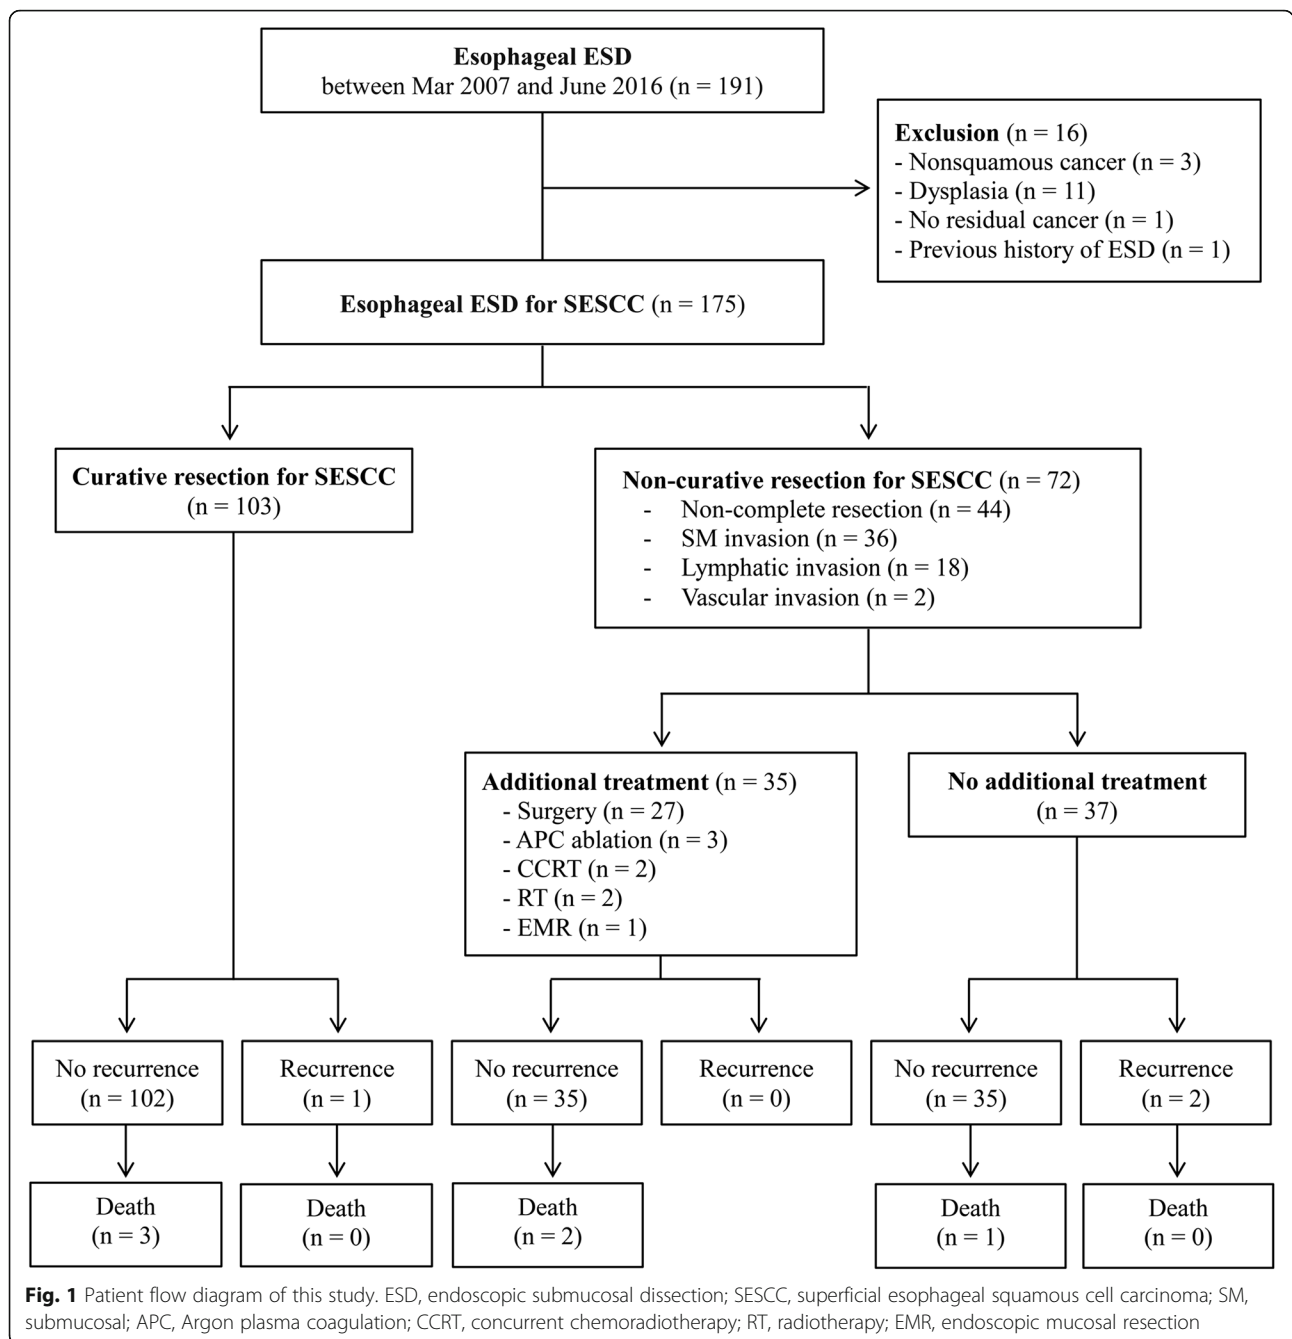 Esophageal ESD
between Mar 2007 and June 2016 (n = 191)
Exclusion (n = 16)
- Nonsquamous cancer (n = 3)
- Dysplasia (n = 11)
- No residual cancer (n = 1)
- Previous history of ESD (n = 1)
Esophageal ESD for SESCC (n = 175)
Curative resection for SESCC
(n = 103)
Non-curative resection for SESCC (n = 72)
- Non-complete resection (n = 44)
- SM invasion (n = 36)
- Lymphatic invasion (n = 18)
- Vascular invasion (n = 2)
Additional treatment (n = 35)
- Surgery (n = 27)
- APC ablation (n = 3)
- CCRT (n = 2)
- RT (n = 2)
- EMR (n = 1)
No additional treatment
(n = 37)
No recurrence
(n = 102)
Recurrence
(n = 1)
No recurrence
(n = 35)
Recurrence
(n = 0)
No recurrence
(n = 35)
Recurrence
(n = 2)
Death
(n = 3)
Death
(n = 0)
Death
(n = 2)
Death
(n = 1)
Death
(n = 0)
Fig. 1 Patient flow diagram of this study. ESD, endoscopic submucosal dissection; SESCC, superficial esophageal squamous cell carcinoma; SM,
submucosal; APC, Argon plasma coagulation; CCRT, concurrent chemoradiotherapy; RT, radiotherapy; EMR, endoscopic mucosal resection